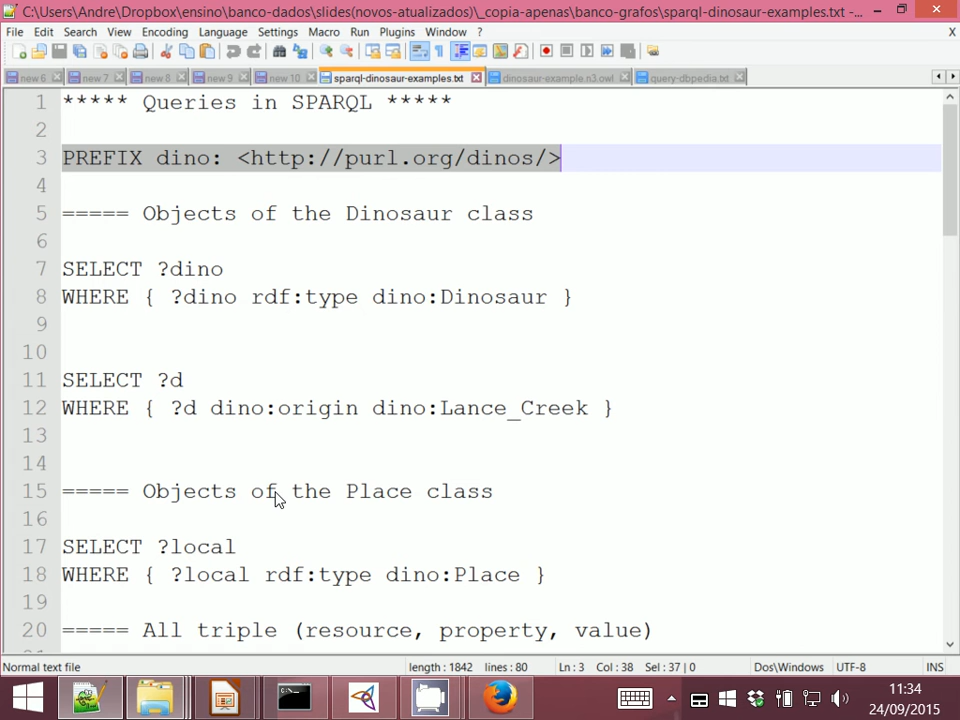 C:\Users\Andre\Dropbox\ensino\banco-dados\slides(novos-atualizados)\_copia-apenas\banco-grafos\sparql-dinosaur-examples.txt - ...
File Edit Search View Encoding Language Settings Macro Run Plugins Window ? X
new 6 new 7 new 8 new 9 new 10 sparql-dinosaur-examples.txt dinosaur-example.n3.owl query-dbpedia.txt
1 ***** Queries in SPARQL *****
2
3 PREFIX dino: <http://purl.org/dinos/>
4
5 ===== Objects of the Dinosaur class
6
7 SELECT ?dino
8 WHERE { ?dino rdf:type dino:Dinosaur }
9
10
11 SELECT ?d
12 WHERE { ?d dino:origin dino:Lance_Creek }
13
14
15 ===== Objects of the Place class
16
17 SELECT ?local
18 WHERE { ?local rdf:type dino:Place }
19
20 ===== All triple (resource, property, value)
Normal text file length : 1842 lines : 80 Ln : 3 Col : 38 Sel : 37 | 0 Dos\Windows UTF-8 INS
11:34
24/09/2015